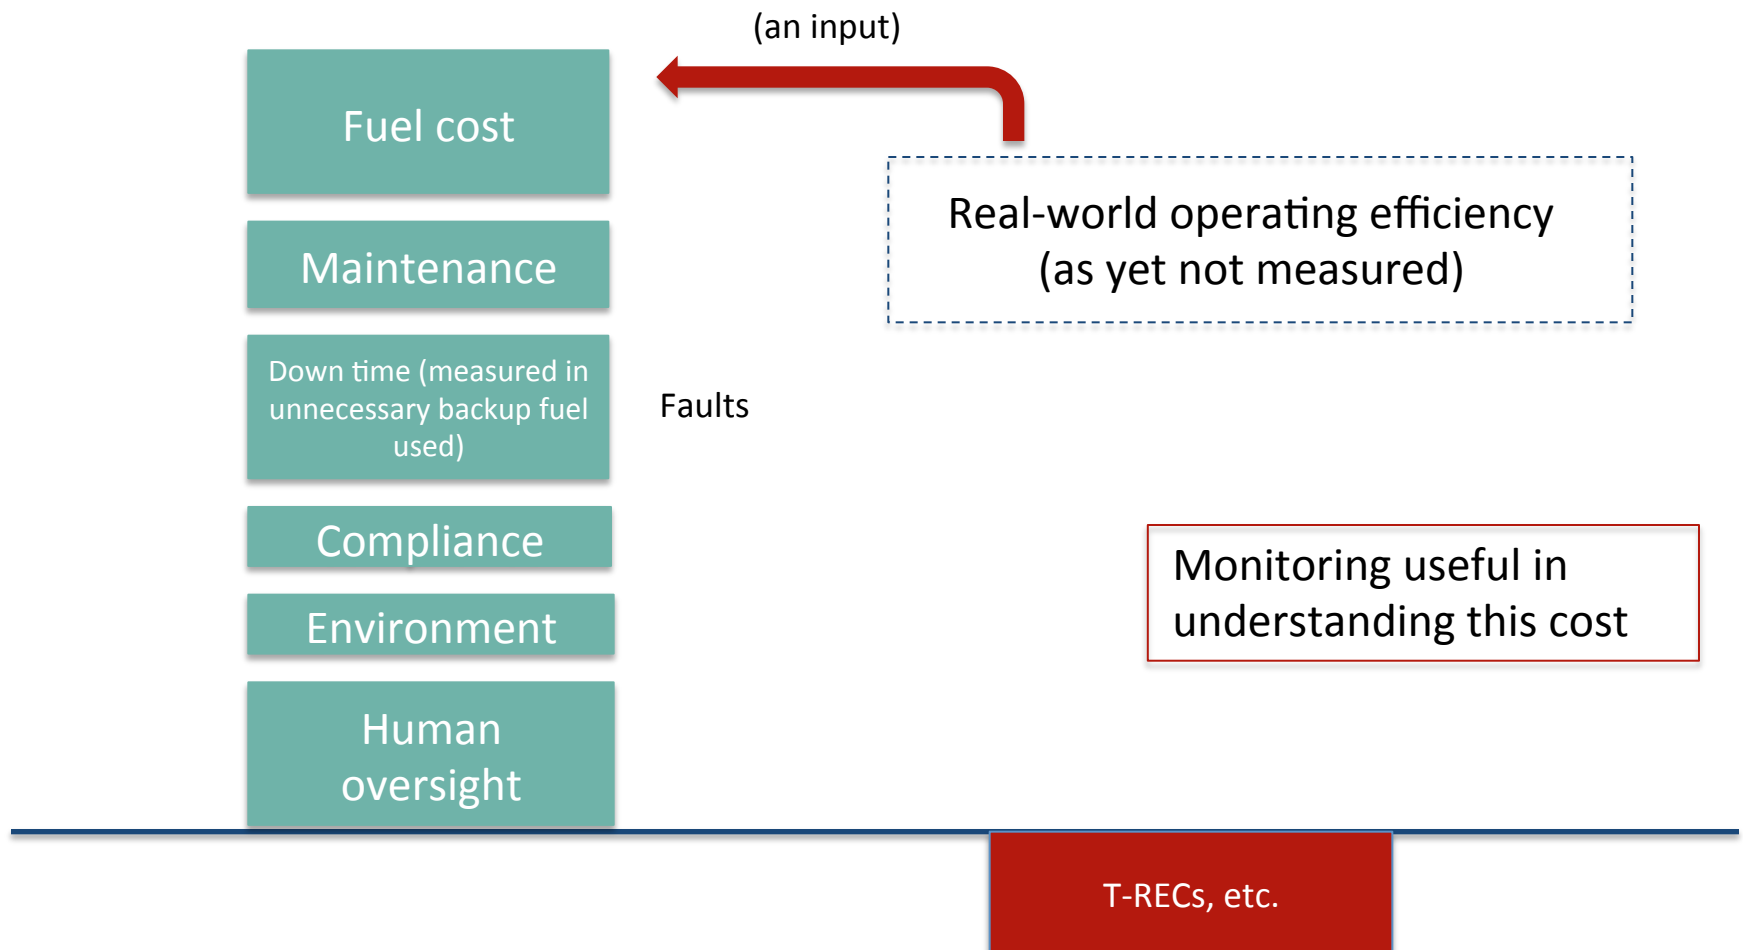 (an input)
Fuel cost
Real-world operating efficiency
(as yet not measured)
Maintenance
Down time (measured in
unnecessary backup fuel
used)
Faults
Compliance
Monitoring useful in
understanding this cost
Environment
Human
oversight
T-RECs, etc.